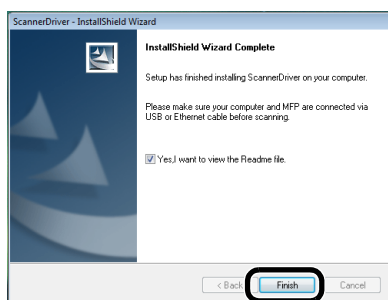 ScannerDriver - InstallShield Wizard
InstallShield Wizard Complete
Setup has finished installing ScannerDriver on your computer.
Please make sure your computer and MFP are connected via
USB or Ethernet cable before scanning.
Yes,I want to view the Readme file.
< Back Finish Cancel